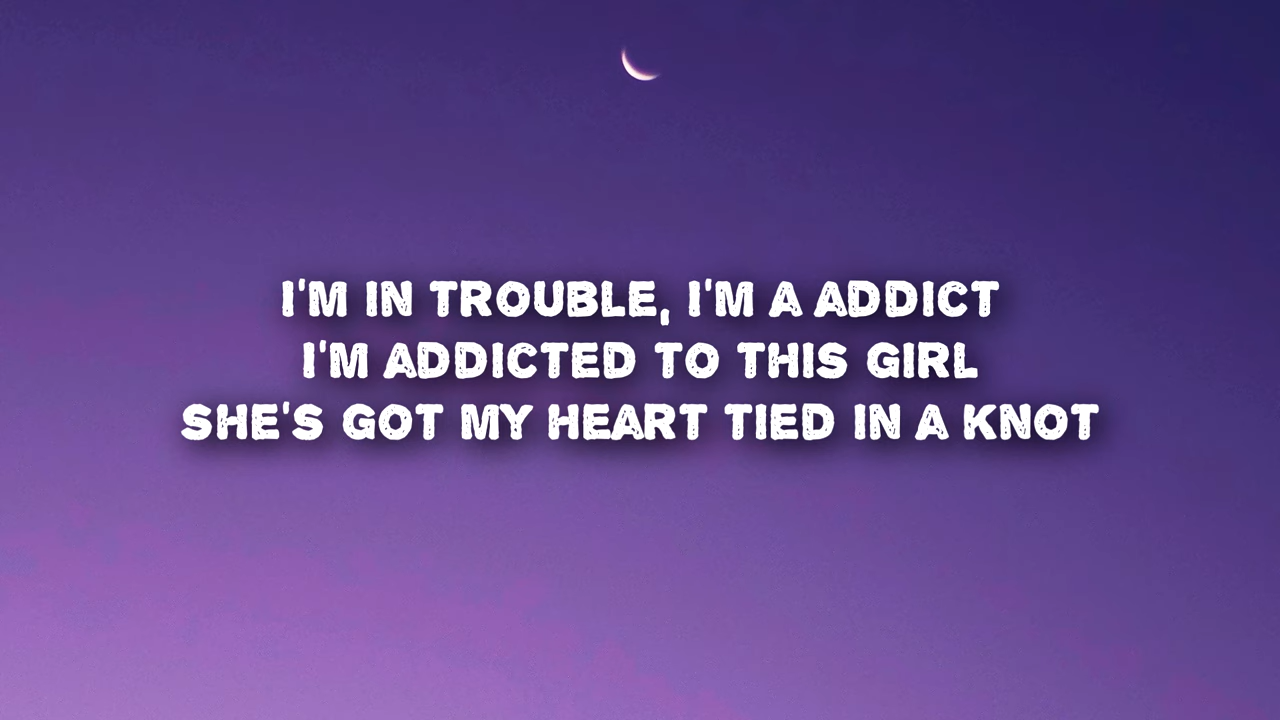 I'M IN TROUBLE, I'M A ADDICT
I'M ADDICTED TO THIS GIRL
SHE'S GOT MY HEART TIED IN A KNOT